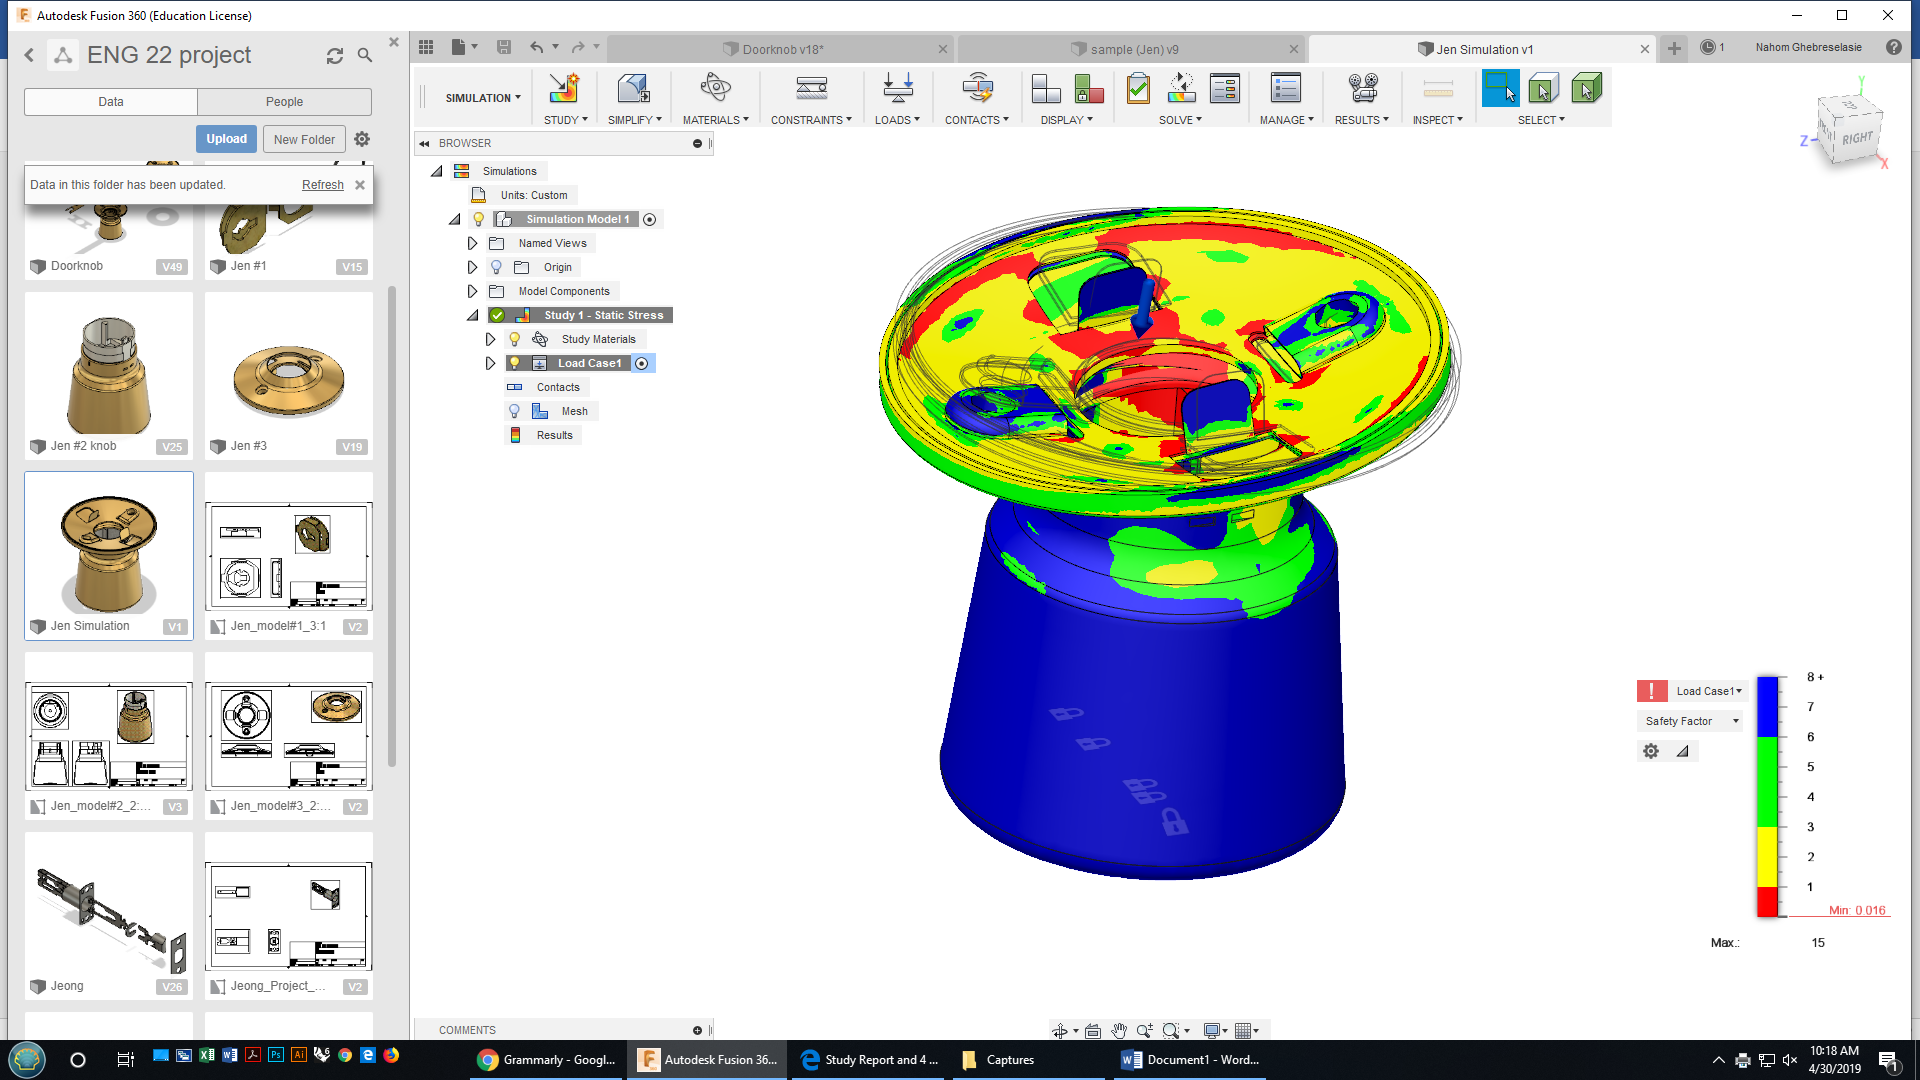 Autodesk Fusion 360 (Education License)
ENG 22 project
Data
People
Upload
New Folder
Data in this folder has been updated.
Refresh
Doorknob
V49
Jen #1
V15
Jen #2 knob
V25
Jen #3
V19
Jen Simulation
V1
Jen_model#1_3:1
V2
Jen_model#2_2:...
V3
Jen_model#3_2:...
V2
Jeong
V26
Jeong_Project_...
V2
Doorknob v18*
sample (Jen) v9
Jen Simulation v1
1
Nahom Ghebreselasie
SIMULATION
STUDY
SIMPLIFY
MATERIALS
CONSTRAINTS
LOADS
CONTACTS
DISPLAY
SOLVE
MANAGE
RESULTS
INSPECT
SELECT
BROWSER
Simulations
Units: Custom
Simulation Model 1
Named Views
Origin
Model Components
Study 1 - Static Stress
Study Materials
Load Case1
Contacts
Mesh
Results
Y
Z
X
RIGHT
Load Case1
Safety Factor
8 +
7
6
5
4
3
2
1
Min: 0.016
Max.: 15
COMMENTS
Grammarly - Googl...
Autodesk Fusion 36...
Study Report and 4 ...
Captures
Document1 - Word...
10:18 AM
4/30/2019
1